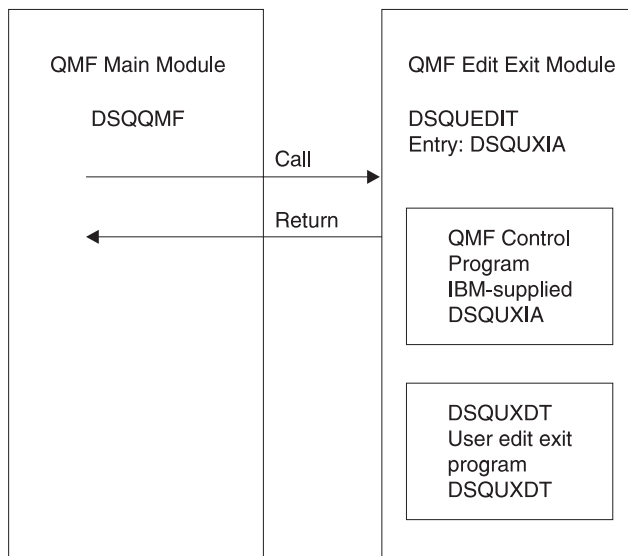 QMF Main Module
DSQQMF
Call
Return
QMF Edit Exit Module
DSQUEDIT
Entry: DSQUXIA
QMF Control
Program
IBM-supplied
DSQUXIA
DSQUXDT
User edit exit
program
DSQUXDT